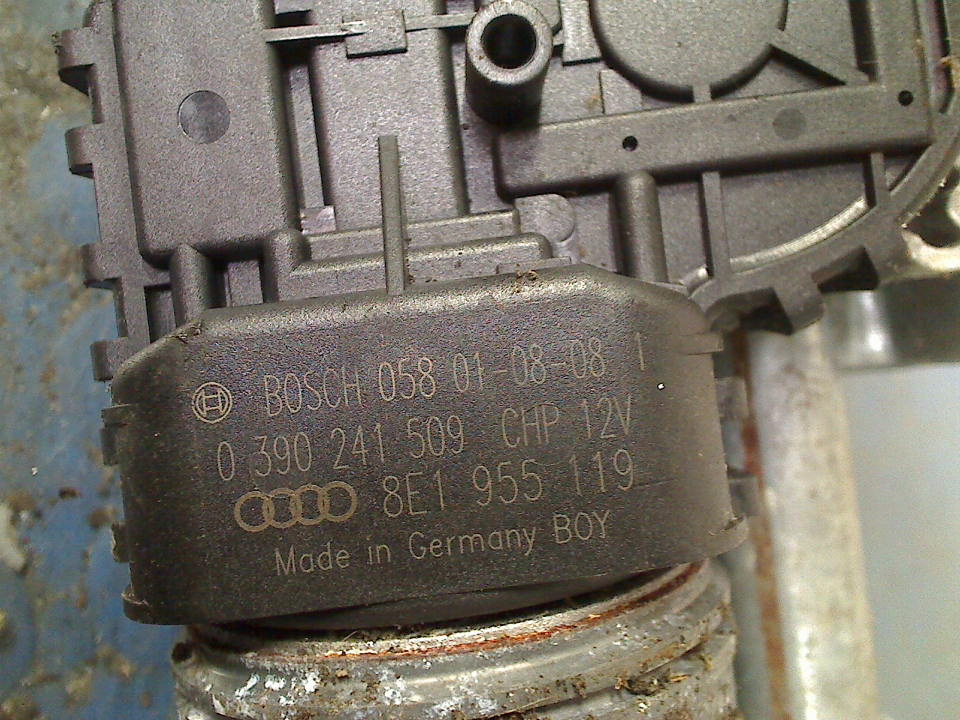 BOSCH 058 01-08-08 1
0 390 241 509 CHP 12V
8E1 955 119
Made in Germany BOY